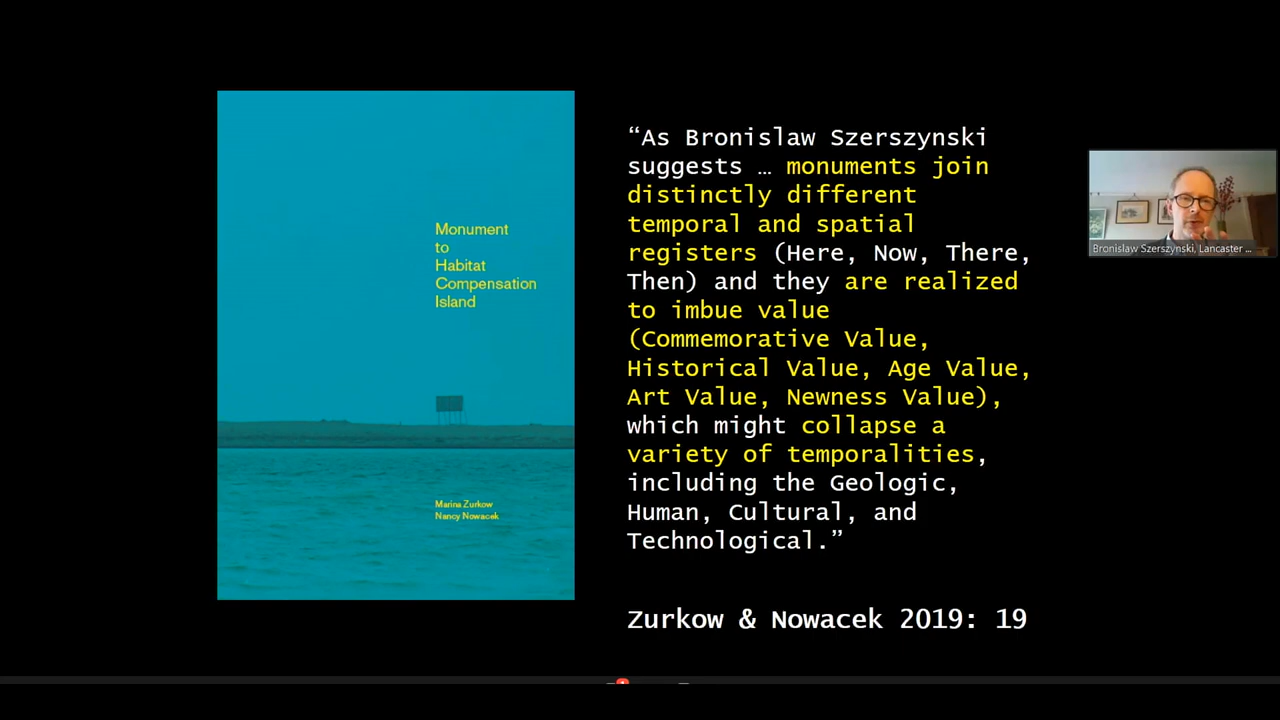 Monument
to
Habitat
Compensation
Island
Marina Zurkow
Nancy Nowacek
“As Bronislaw Szerszynski
suggests … monuments join
distinctly different
temporal and spatial
registers (Here, Now, There,
Then) and they are realized
to imbue value
(Commemorative Value,
Historical Value, Age Value,
Art Value, Newness Value),
which might collapse a
variety of temporalities,
including the Geologic,
Human, Cultural, and
Technological.”
Zurkow & Nowacek 2019: 19
Bronislaw Szerszynski, Lancaster ...